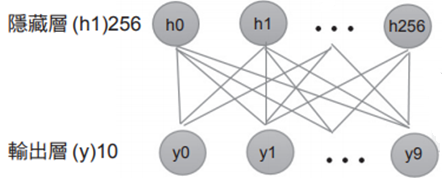 隱藏層 (h1)256 h0 h1 ••• h256
輸出層 (y)10 y0 y1 ••• y9